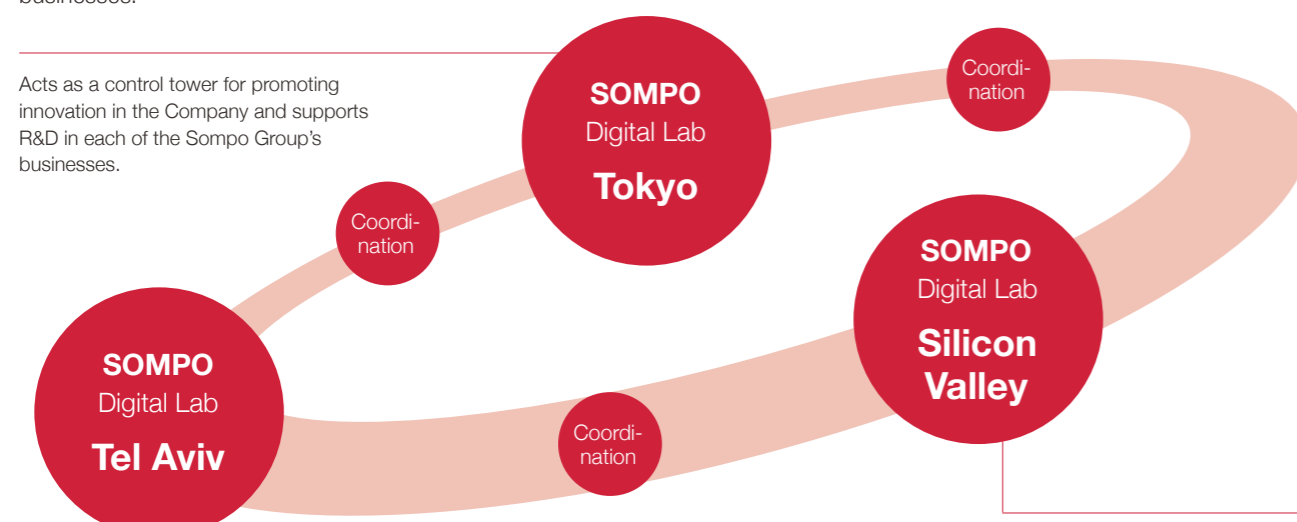 businesses.
Acts as a control tower for promoting
innovation in the Company and supports
R&D in each of the Sompo Group's
businesses.
SOMPO
Digital Lab
Tokyo
Coordi-
nation
Coordi-
nation
SOMPO
Digital Lab
Silicon
Valley
SOMPO
Digital Lab
Tel Aviv
Coordi-
nation